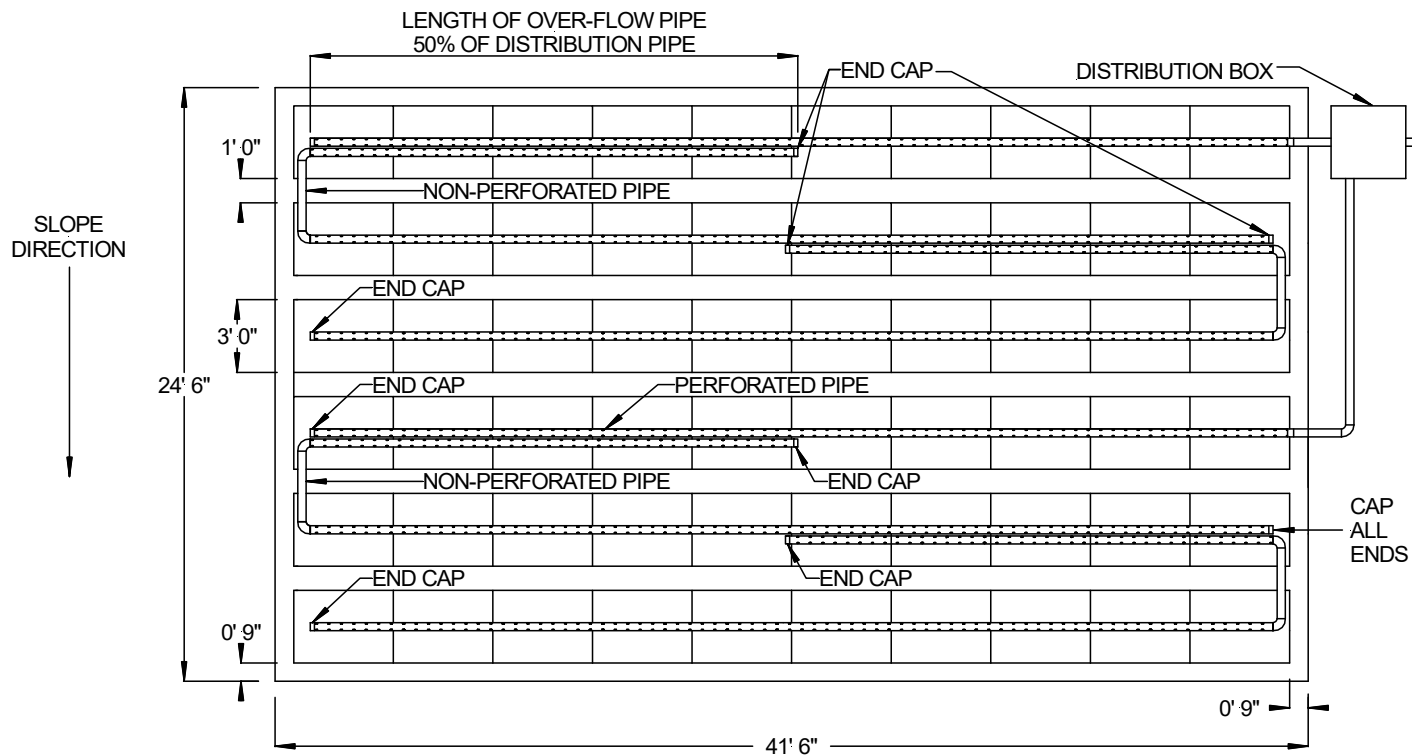 LENGTH OF OVER-FLOW PIPE
50% OF DISTRIBUTION PIPE
END CAP
DISTRIBUTION BOX
1' 0"
NON-PERFORATED PIPE
SLOPE
DIRECTION
END CAP
3' 0"
24' 6"
END CAP
PERFORATED PIPE
NON-PERFORATED PIPE
END CAP
CAP
ALL
ENDS
END CAP
END CAP
0' 9"
0' 9"
41' 6"